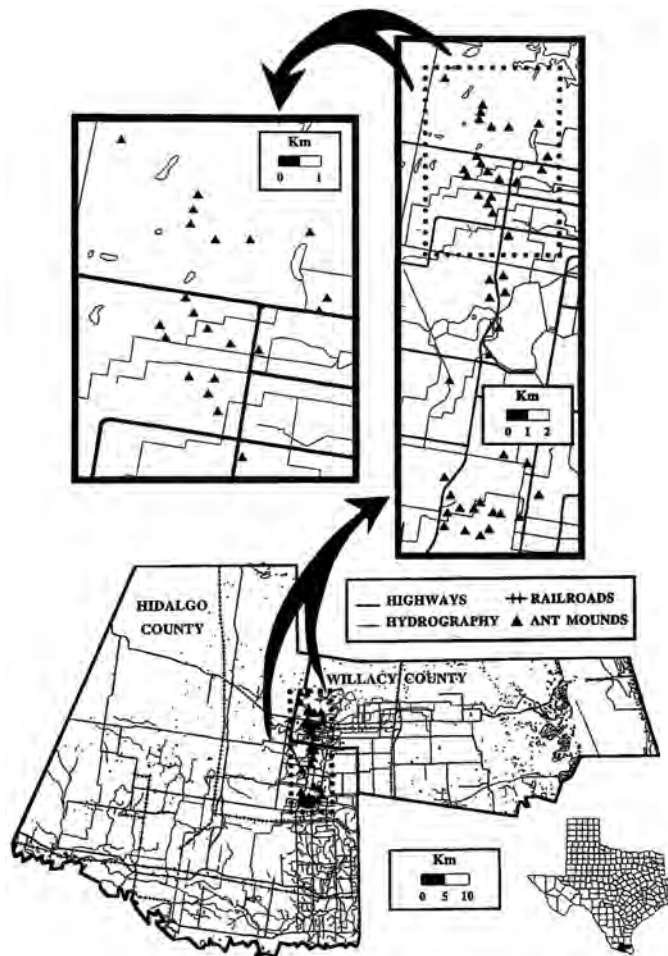 Km
0 1
Km
0 1 2
HIGHWAYS
RAILROADS
HYDROGRAPHY
ANT MOUNDS
HIDALGO
COUNTY
WILLACY COUNTY
Km
0 5 10